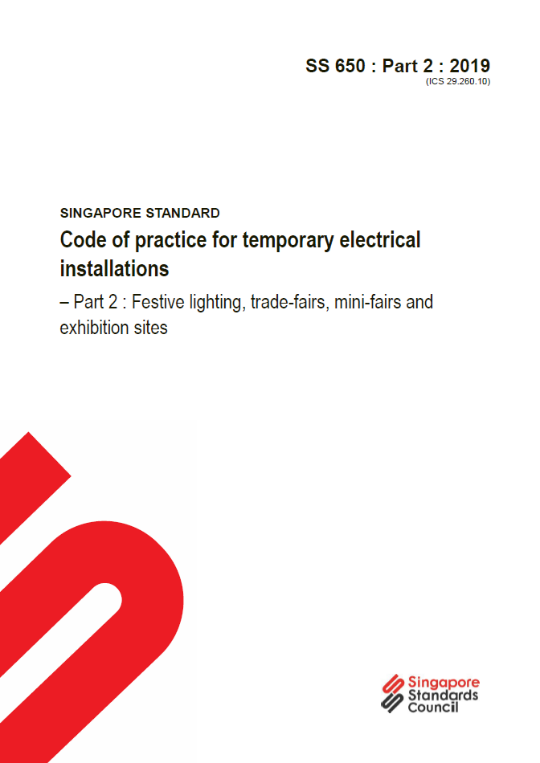 SS 650 : Part 2 : 2019
(ICS 29.260.10)
SINGAPORE STANDARD
Code of practice for temporary electrical
installations
– Part 2 : Festive lighting, trade-fairs, mini-fairs and
exhibition sites
Singapore
Standards
Council